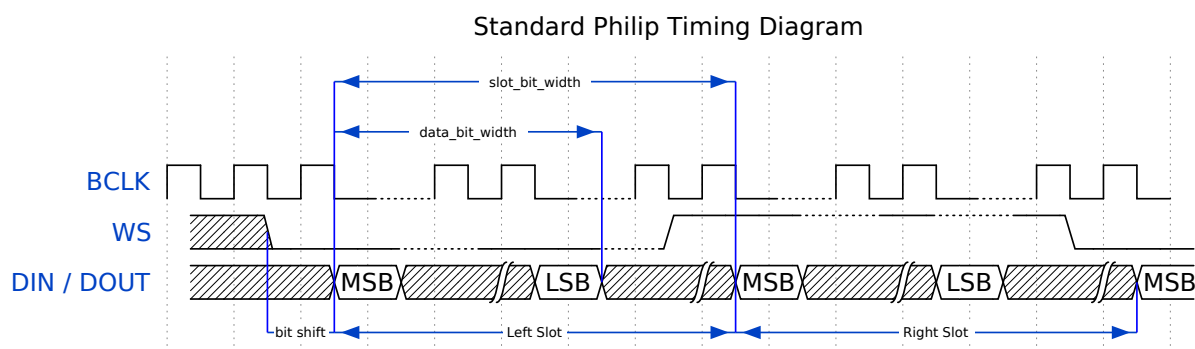 Standard Philip Timing Diagram
slot_bit_width
data_bit_width
BCLK
WS
DIN / DOUT MSB LSB MSB LSB MSB
bit shift Left Slot Right Slot